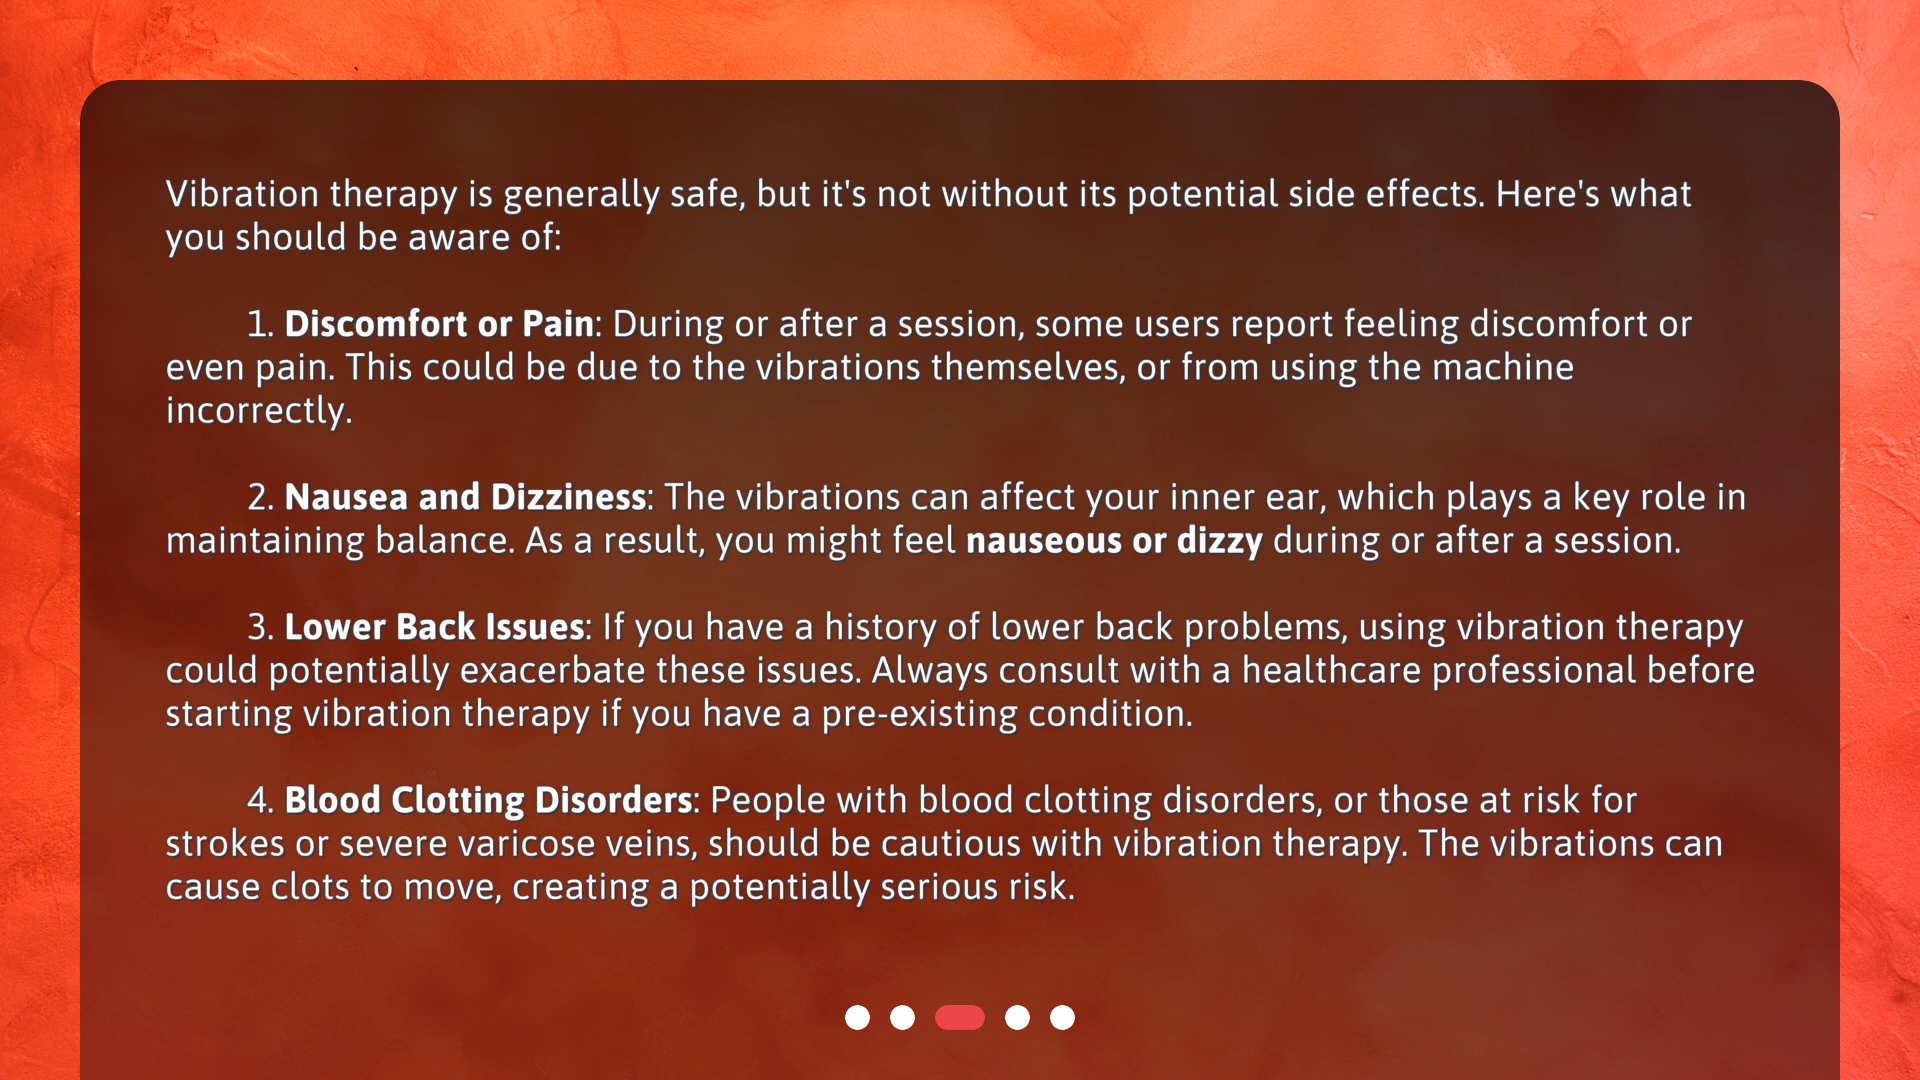 Vibration therapy is generally safe, but it's not without its potential side effects. Here's what
you should be aware of:
1. Discomfort or Pain: During or after a session, some users report feeling discomfort or
even pain. This could be due to the vibrations themselves, or from using the machine
incorrectly.
2. Nausea and Dizziness: The vibrations can affect your inner ear, which plays a key role in
maintaining balance. As a result, you might feel nauseous or dizzy during or after a session.
3. Lower Back Issues: If you have a history of lower back problems, using vibration therapy
could potentially exacerbate these issues. Always consult with a healthcare professional before
starting vibration therapy if you have a pre-existing condition.
4. Blood Clotting Disorders: People with blood clotting disorders, or those at risk for
strokes or severe varicose veins, should be cautious with vibration therapy. The vibrations can
cause clots to move, creating a potentially serious risk.